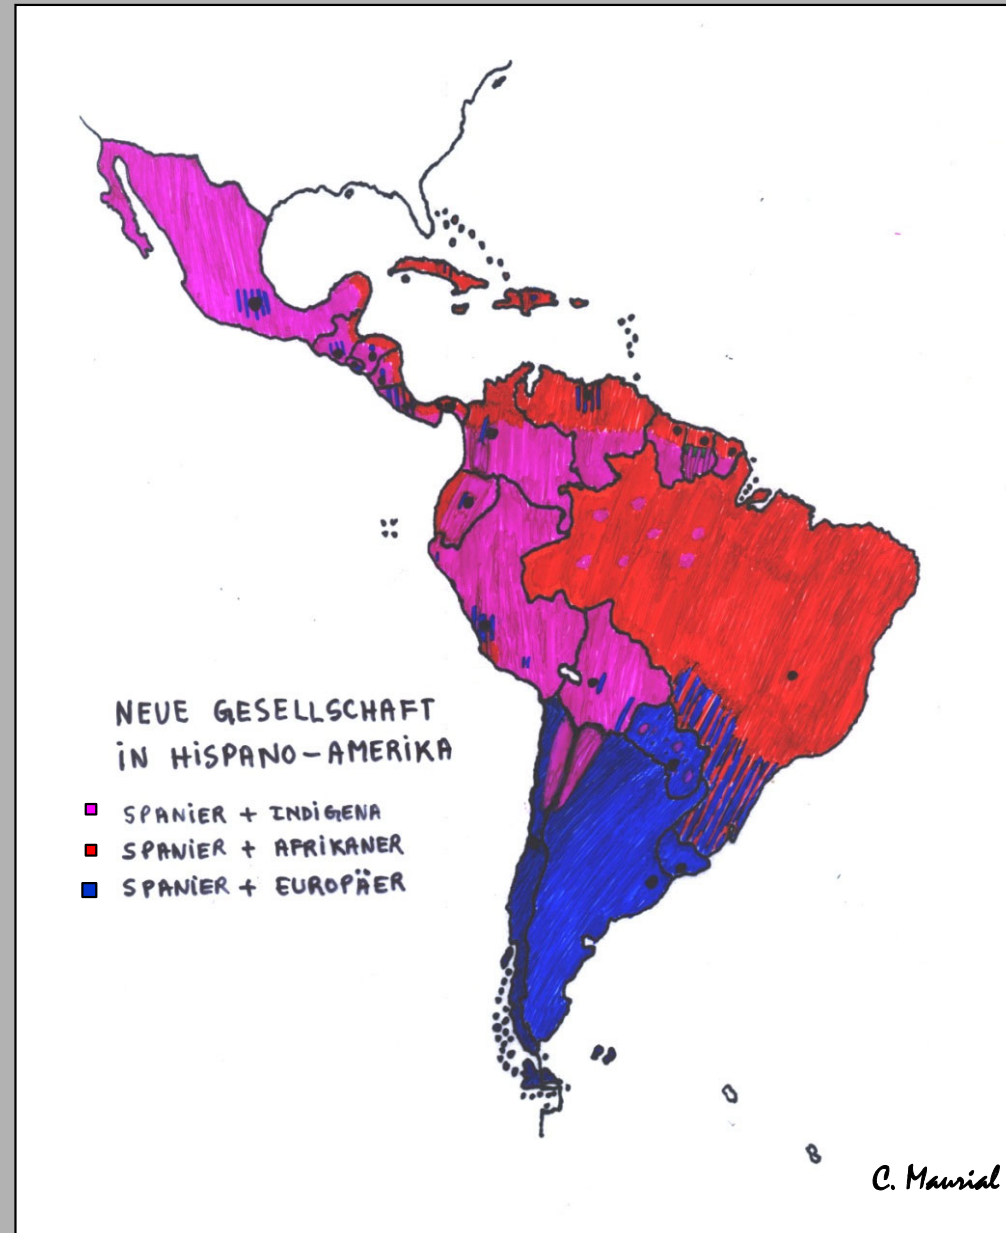 NEUE GESELLSCHAFT
iN HiSPANO-AMERiKA
SPANiER + INDiGENA
SPANiER + AFRiKANER
SPANiER + EUROPÄER
C. Maurial